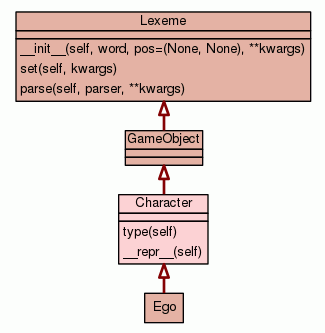 Lexeme
__init__(self, word, pos=(None, None), **kwargs)
set(self, kwargs)
parse(self, parser, **kwargs)
GameObject
Character
type(self)
__repr__(self)
Ego